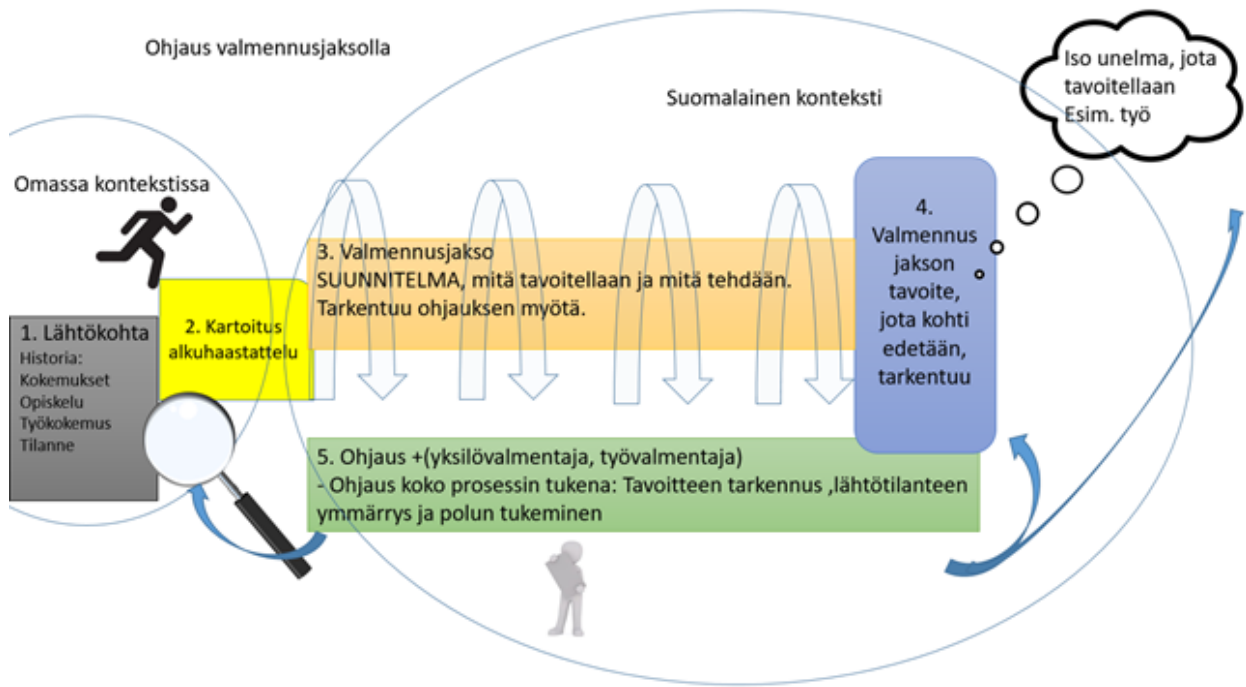 Ohjaus valmennusjaksolla
Iso unelma, jota
tavoitellaan
Esim. työ
Suomalainen konteksti
Omassa kontekstissa
1. Lähtökohta
Historia:
Kokemukset
Opiskelu
Työkokemus
Tilanne
2. Kartoitus
alkuhaastattelu
3. Valmennusjakso
SUUNNITELMA, mitä tavoitellaan ja mitä tehdään.
Tarkentuu ohjauksen myötä.
4.
Valmennus
jakson
tavoite,
jota kohti
edetään,
tarkentuu
5. Ohjaus +(yksilövalmentaja, työvalmentaja)
- Ohjaus koko prosessin tukena: Tavoitteen tarkennus ,lähtötilanteen
ymmärrys ja polun tukeminen